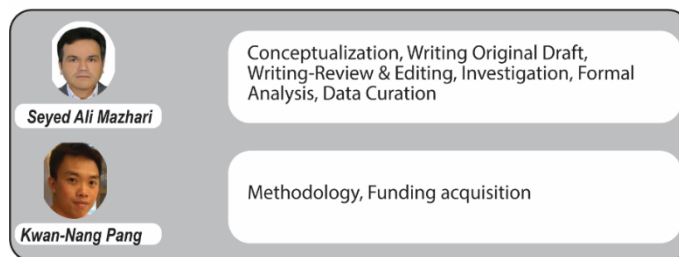 Conceptualization, Writing Original Draft,
Writing-Review & Editing, Investigation, Formal
Analysis, Data Curation
Seyed Ali Mazhari
Methodology, Funding acquisition
Kwan-Nang Pang